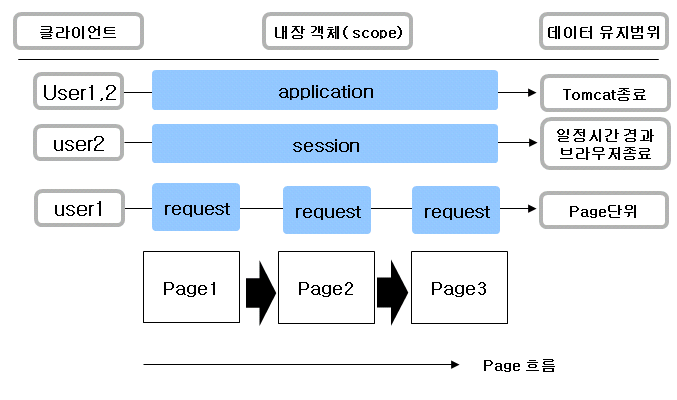 클라이언트
내장 객체( scope)
데이터 유지범위
User1,2
application
Tomcat종료
user2
session
일정시간 경과
브라우저종료
user1
request
request
request
Page단위
Page1
Page2
Page3
Page 흐름